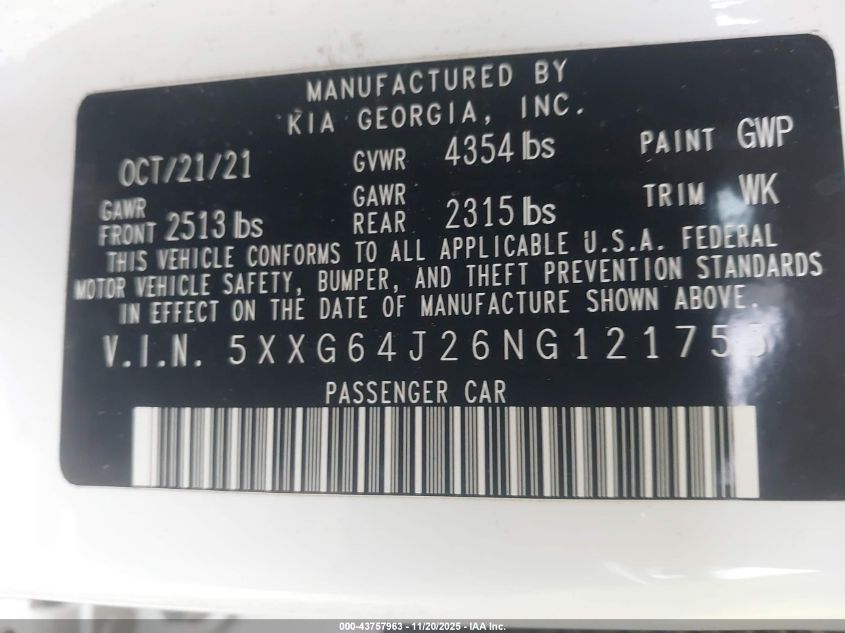 MANUFACTURED BY
KIA GEORGIA, INC.
OCT/21/21 GVWR 4354 lbs PAINT GWP
GAWR FRONT 2513 lbs GAWR REAR 2315 lbs TRIM WK
THIS VEHICLE CONFORMS TO ALL APPLICABLE U.S.A. FEDERAL
MOTOR VEHICLE SAFETY, BUMPER, AND THEFT PREVENTION STANDARDS
IN EFFECT ON THE DATE OF MANUFACTURE SHOWN ABOVE.
V.I.N. 5XXG64J26NG121755
PASSENGER CAR
000-43757963 - 11/20/2025 - IAA Inc.